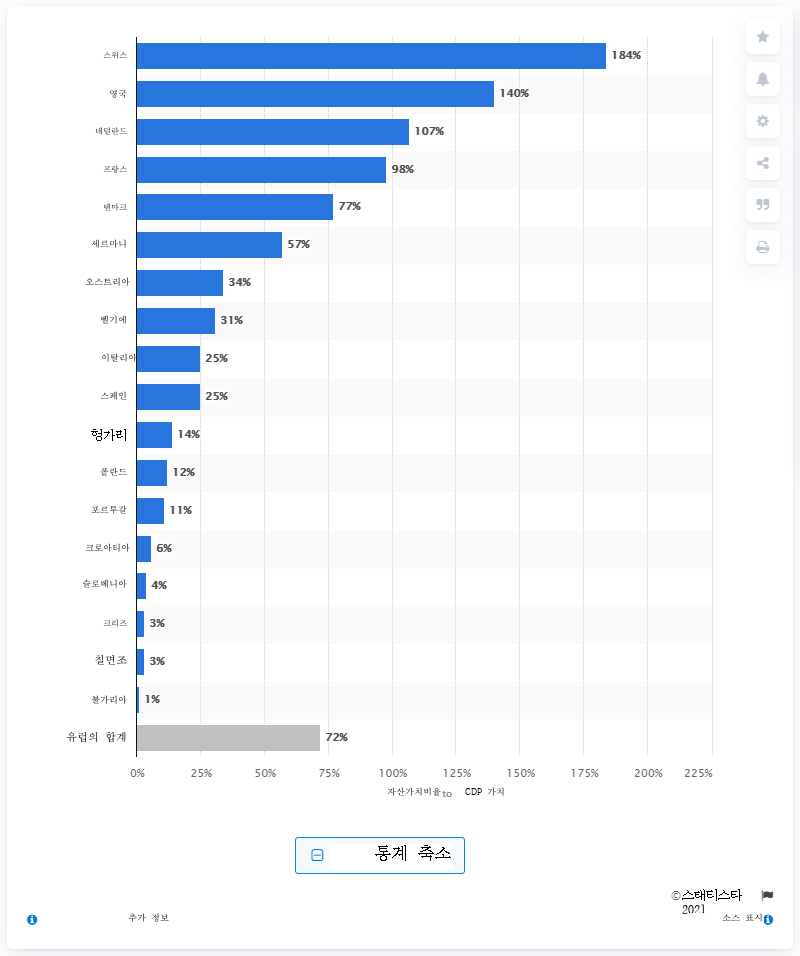 스위스 184%
영국 140%
네덜란드 107%
프랑스 98%
덴마크 77%
세르마니 57%
오스트리아 34%
벨기에 31%
이탈리아 25%
스페인 25%
헝가리 14%
폴란드 12%
포르투갈 11%
크로아티아 6%
슬로베니아 4%
크리즈 3%
칠면조 3%
불가리아 1%
유럽의 합계 72%
0% 25% 50% 75% 100% 125% 150% 175% 200% 225%
자산가치비율 to CDP 가치
통계 축소
©스태티스타
2021
추가 정보 소스 표시